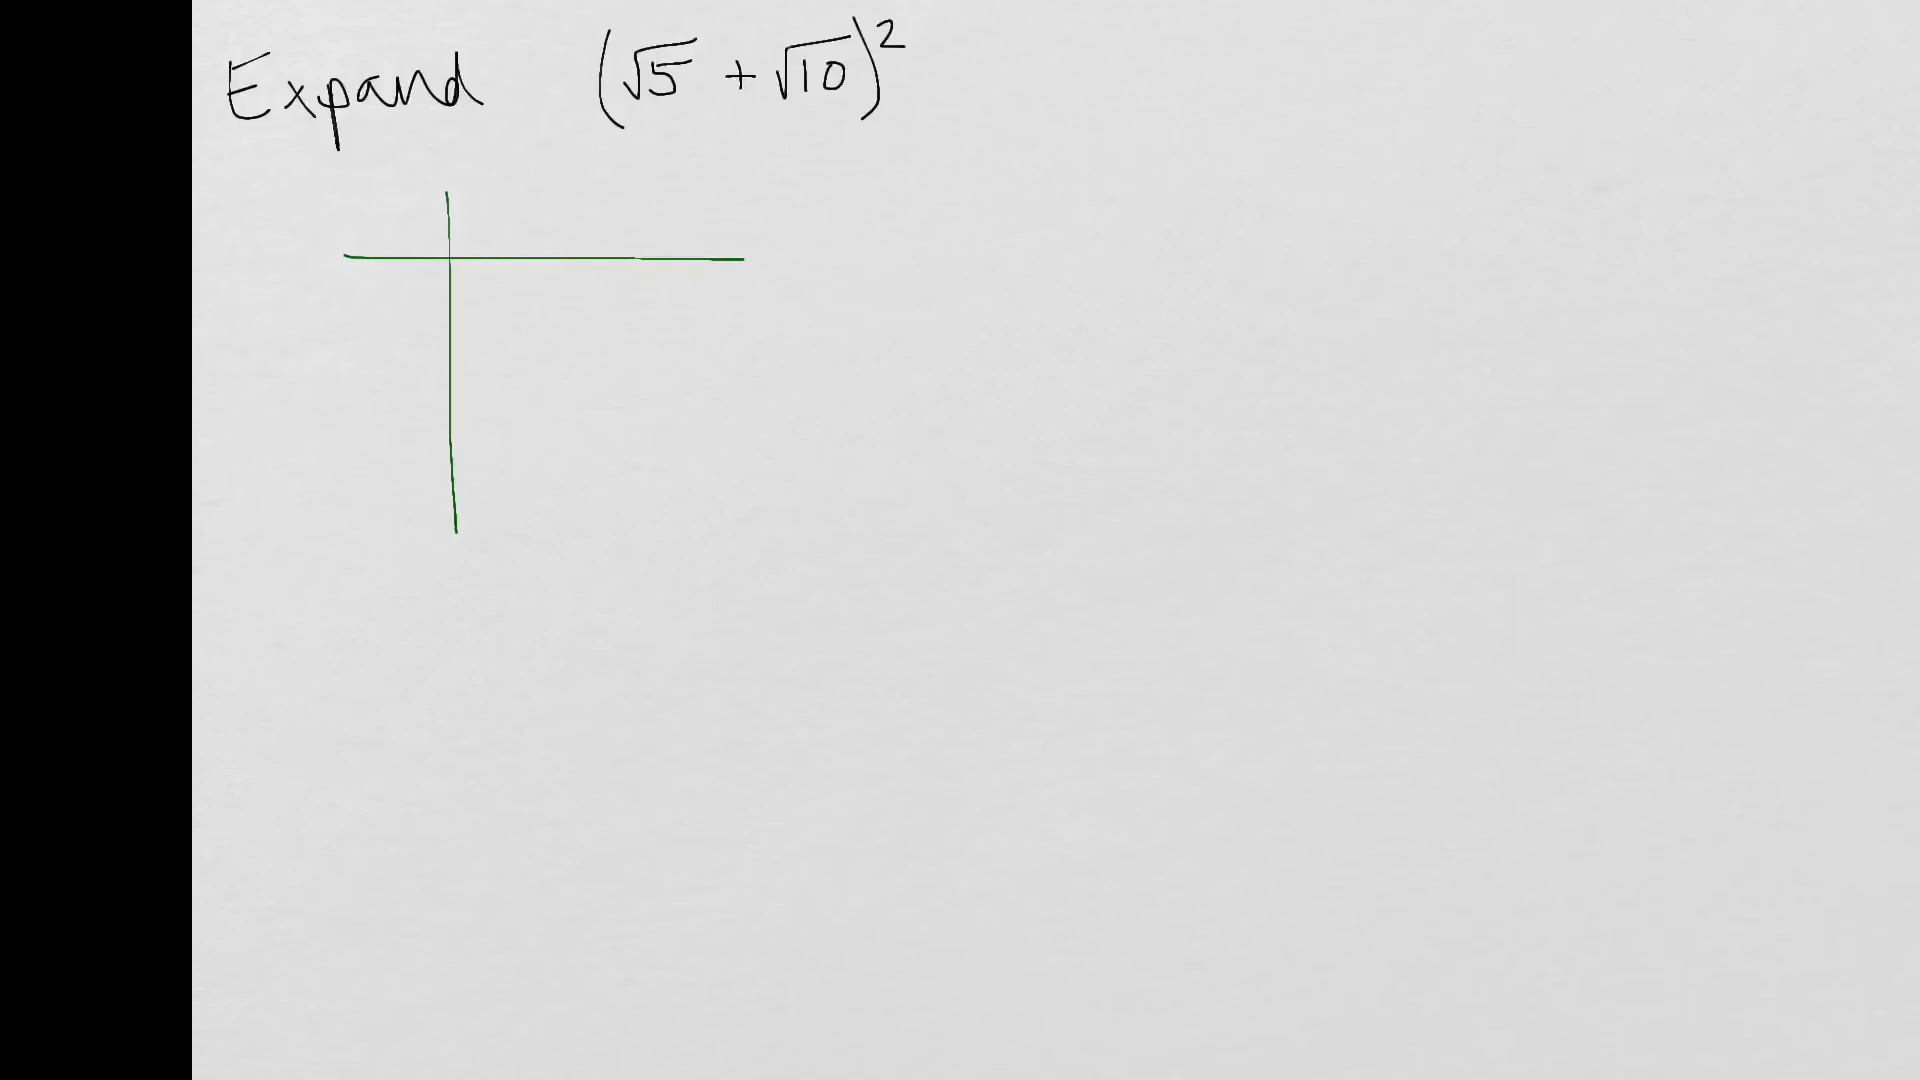 Expand (√5 + √10)²